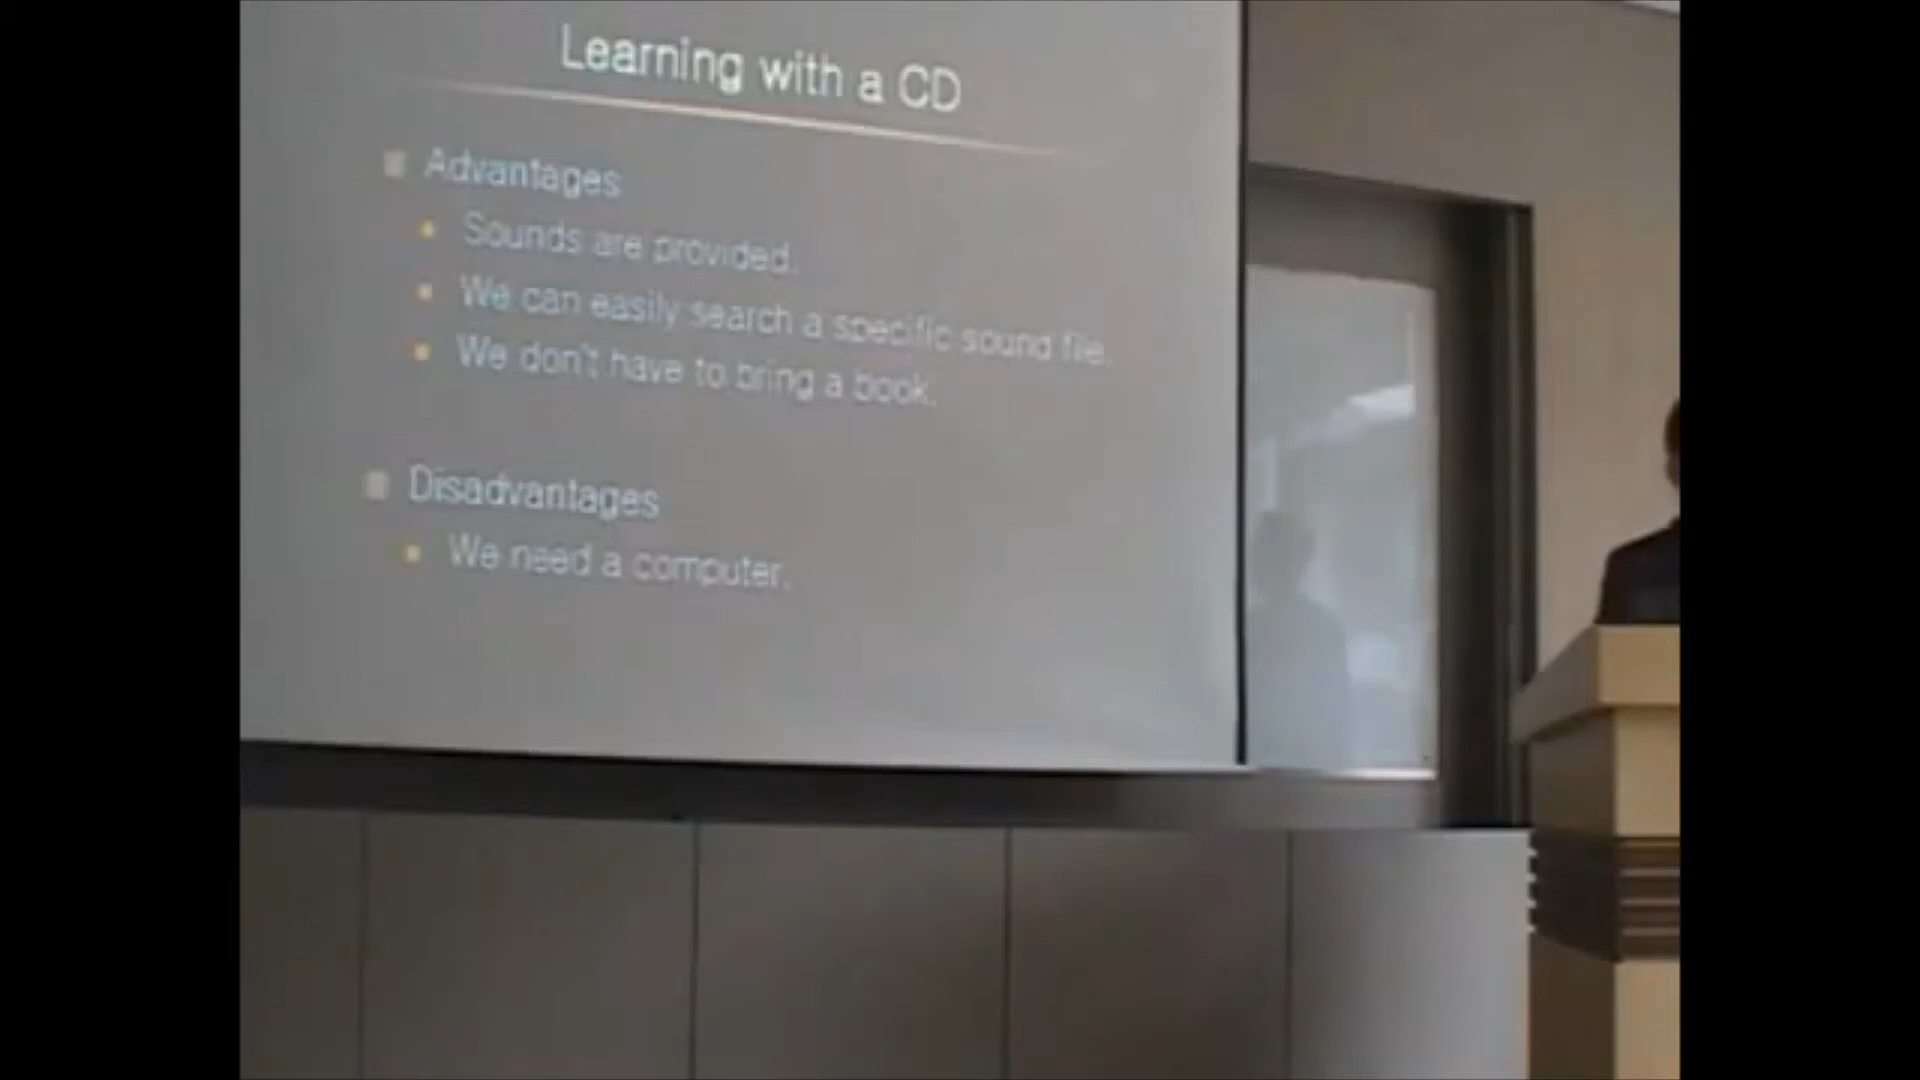 Learning with a CD
Advantages
Sounds are provided.
We can easily search a specific sound file.
We don't have to bring a book.
Disadvantages
We need a computer.